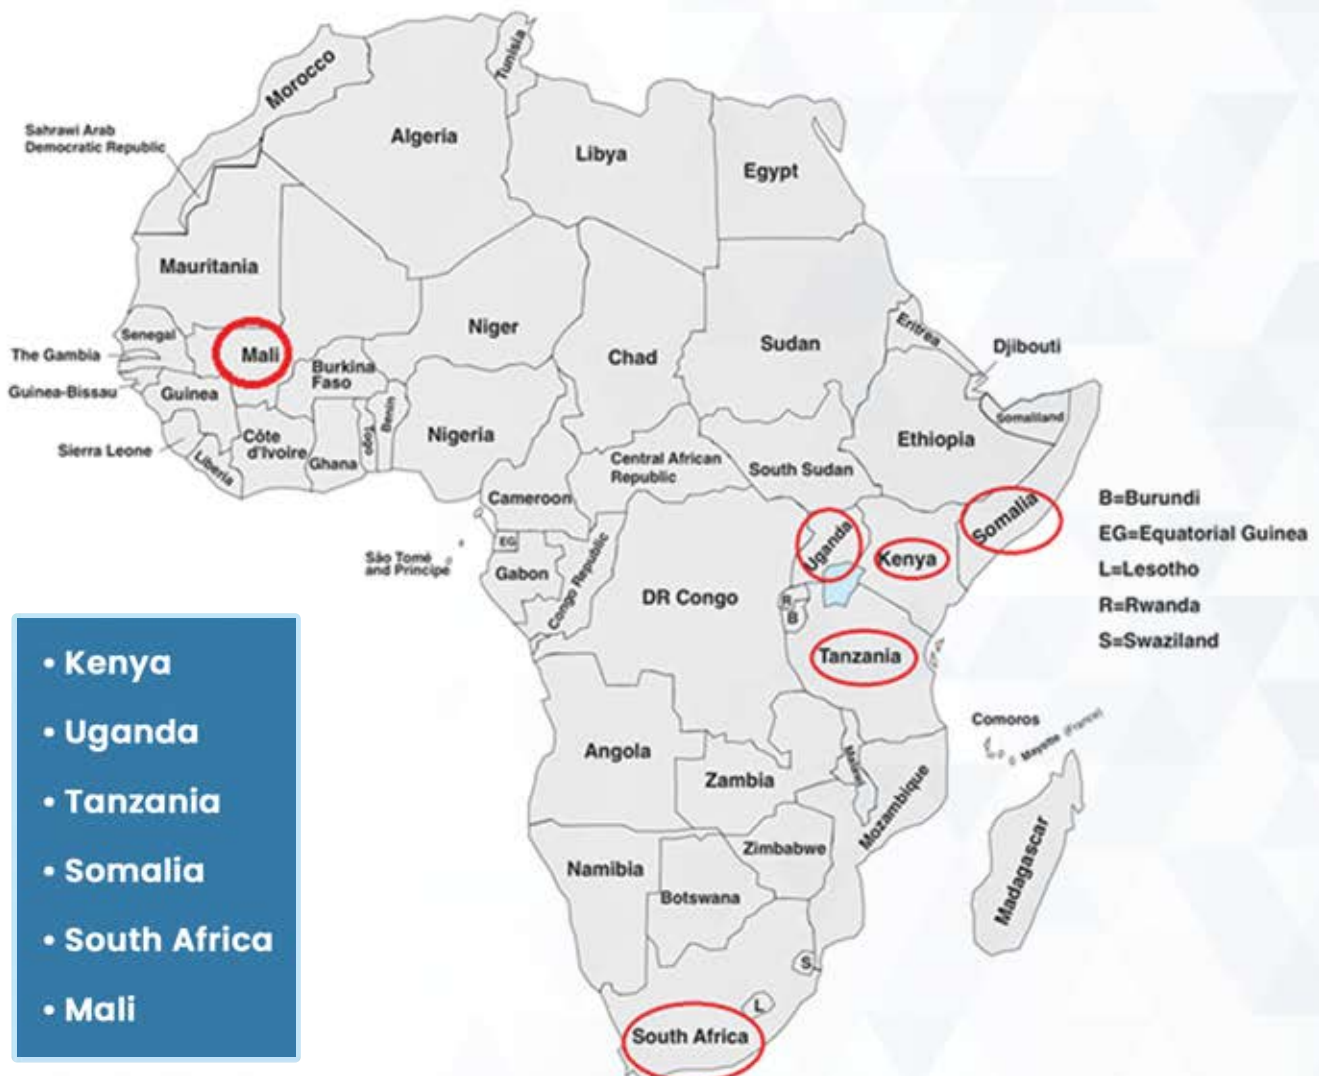 Morocco
Tunisia
Algeria
Libya
Egypt
Sahrawi Arab
Democratic Republic
Mauritania
Mali
Niger
Chad
Sudan
Eritrea
Djibouti
Senegal
The Gambia
Guinea-Bissau
Guinea
Sierra Leone
Liberia
Côte
d'Ivoire
Burkina
Faso
Ghana
Togo
Benin
Nigeria
Cameroon
Central African
Republic
South Sudan
Ethiopia
Somaliland
Somalia
Uganda
Kenya
EG
São Tomé
and Principe
Gabon
Congo Republic
DR Congo
R
B
Tanzania
B=Burundi
EG=Equatorial Guinea
L=Lesotho
R=Rwanda
S=Swaziland
Angola
Zambia
Malawi
Mozambique
Comoros
Mayotte (France)
Madagascar
Namibia
Botswana
Zimbabwe
S
L
South Africa
• Kenya
• Uganda
• Tanzania
• Somalia
• South Africa
• Mali